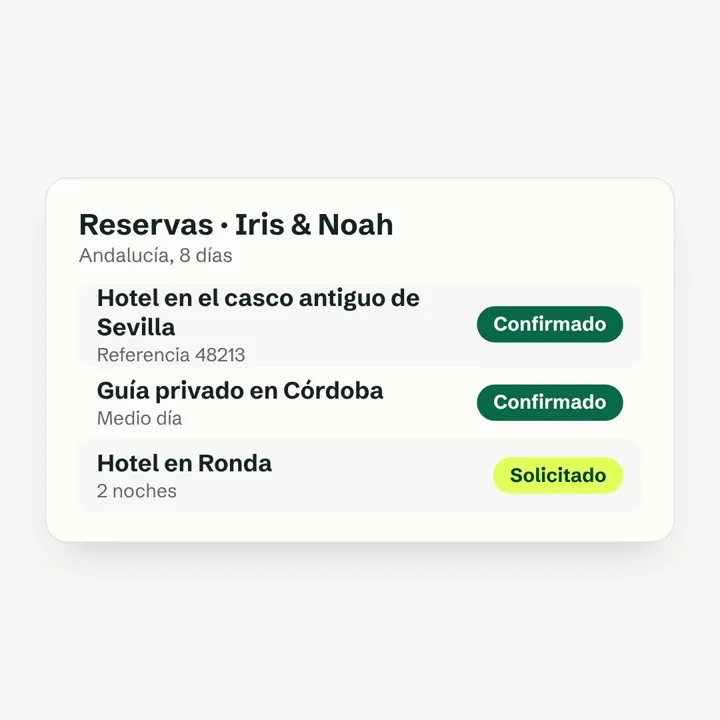 Reservas · Iris & Noah
Andalucía, 8 días
Hotel en el casco antiguo de
Sevilla
Referencia 48213
Confirmado
Guía privado en Córdoba
Medio día
Confirmado
Hotel en Ronda
2 noches
Solicitado